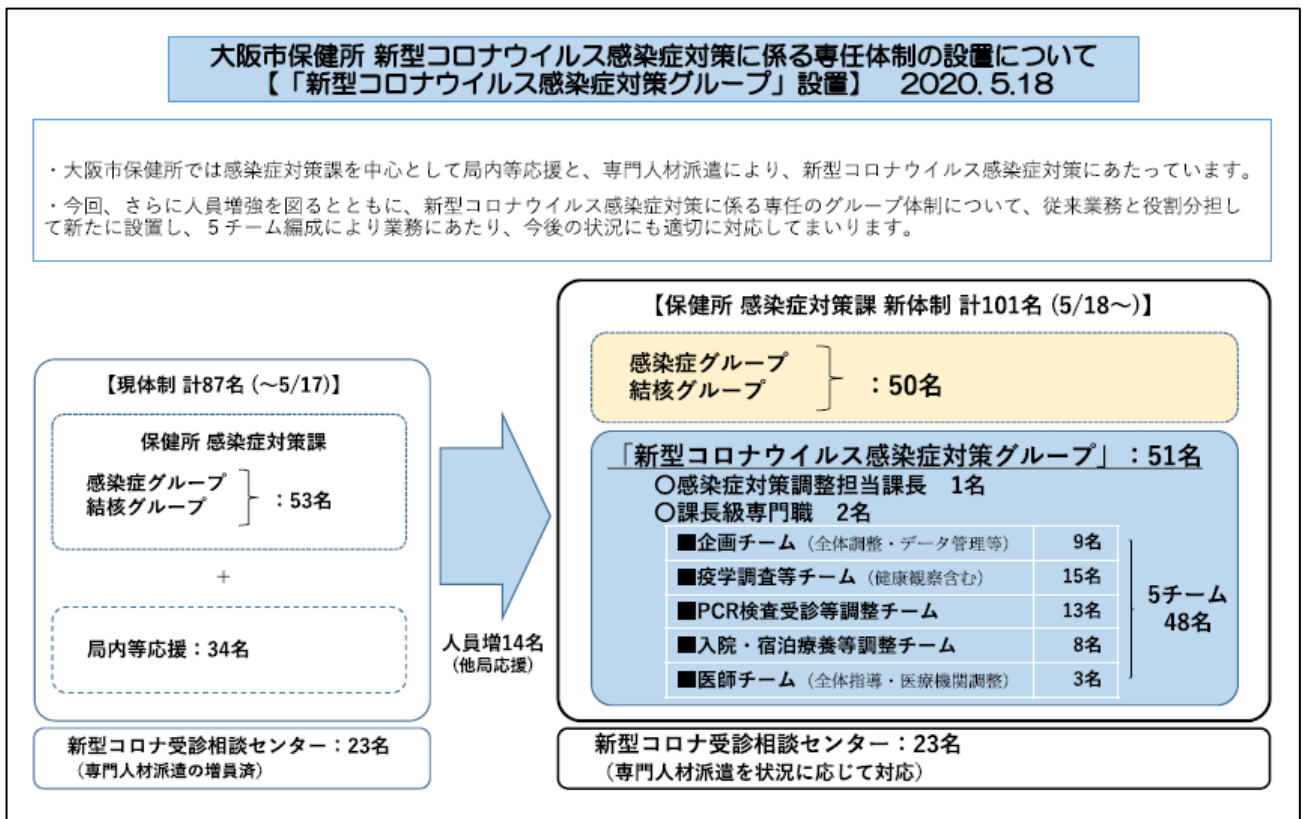 大阪市保健所 新型コロナウイルス感染症対策に係る専任体制の設置について
【「新型コロナウイルス感染症対策グループ」設置】 2020.5.18
・大阪市保健所では感染症対策課を中心として局内等応援と、専門人材派遣により、新型コロナウイルス感染症対策にあたっています。
・今回、さらに人員増強を図るとともに、新型コロナウイルス感染症対策に係る専任のグループ体制について、従来業務と役割分担し
て新たに設置し、５チーム編成により業務にあたり、今後の状況にも適切に対応してまいります。
【現体制 計87名 (～5/17)】
保健所 感染症対策課
感染症グループ
結核グループ
：53名
+
局内等応援：34名
新型コロナ受診相談センター：23名
（専門人材派遣の増員済）
人員増14名
(他局応援)
【保健所 感染症対策課 新体制 計101名 (5/18～)】
感染症グループ
結核グループ
：50名
「新型コロナウイルス感染症対策グループ」：51名
〇感染症対策調整担当課長 1名
〇課長級専門職 2名
■企画チーム（全体調整・データ管理等） 9名
■疫学調査等チーム（健康観察含む） 15名
■PCR検査受診等調整チーム 13名
■入院・宿泊療養等調整チーム 8名
■医師チーム（全体指導・医療機関調整） 3名
5チーム
48名
新型コロナ受診相談センター：23名
（専門人材派遣を状況に応じて対応）